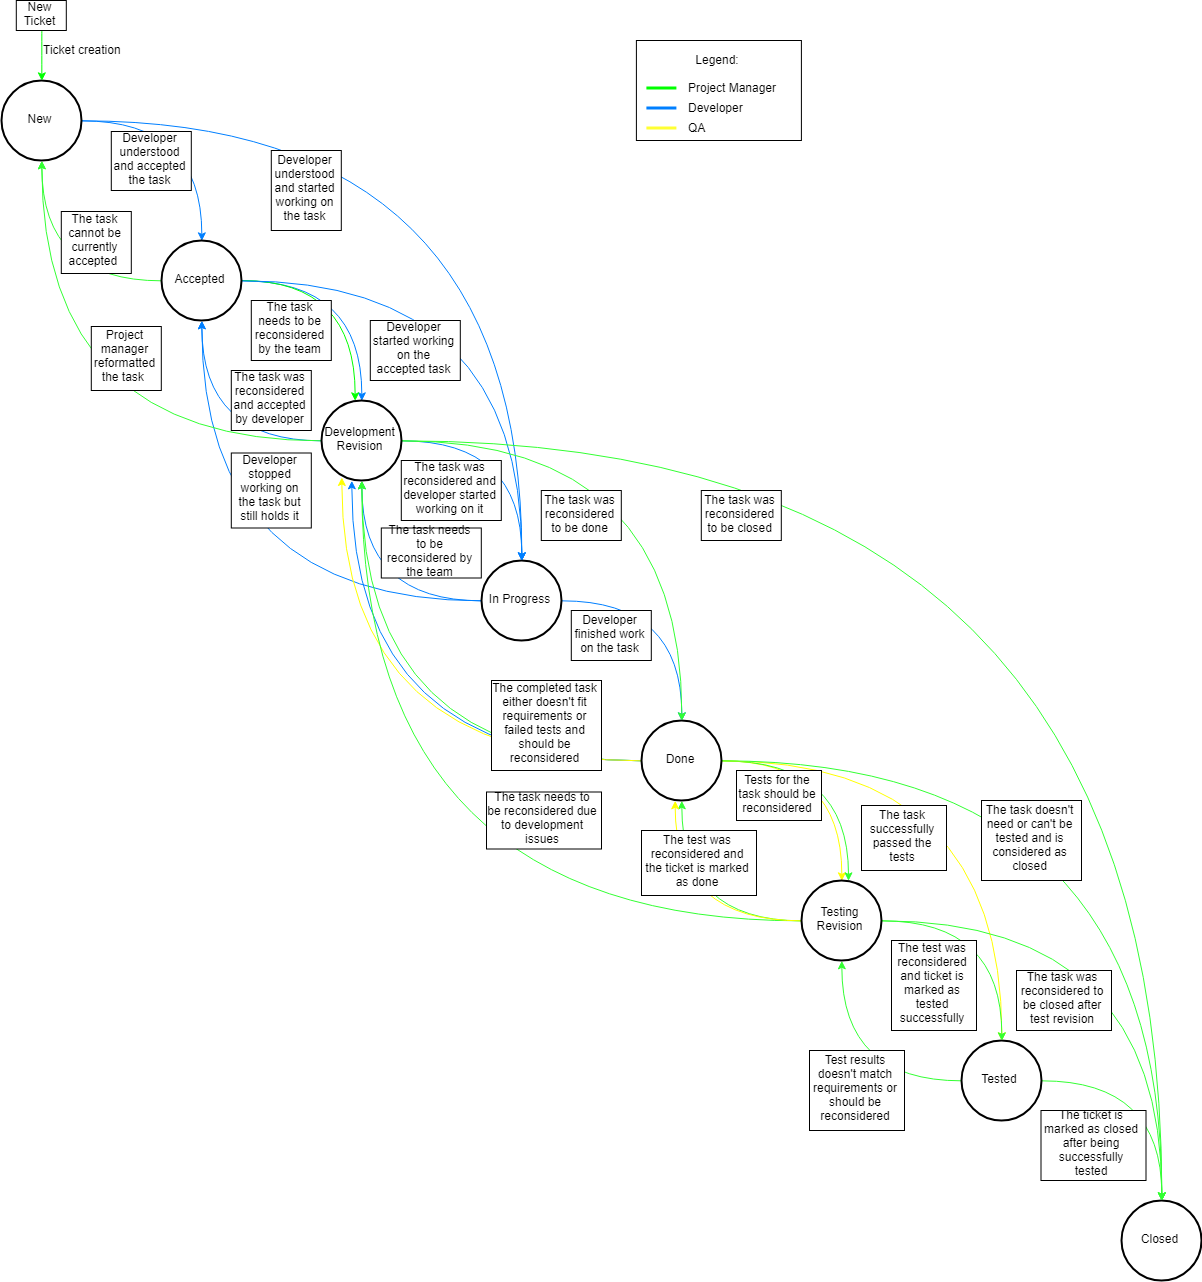 New
Ticket
Ticket creation
Legend:
Project Manager
Developer
QA
New
Developer
understood
and accepted
the task
Developer
understood
and started
working on
the task
The task
cannot be
currently
accepted
Accepted
The task
needs to be
reconsidered
by the team
Developer
started working
on the
accepted task
Project
manager
reformatted
the task
The task was
reconsidered
and accepted
by developer
Development
Revision
Developer
stopped
working on
the task but
still holds it
The task was
reconsidered and
developer started
working on it
The task was
reconsidered
to be done
The task was
reconsidered
to be closed
The task needs
to be
reconsidered by
the team
In Progress
Developer
finished work
on the task
The completed task
either doesn't fit
requirements or
failed tests and
should be
reconsidered
Done
Tests for the
task should be
reconsidered
The task needs to
be reconsidered due
to development
issues
The task
successfully
passed the
tests
The task doesn't
need or can't be
tested and is
considered as
closed
The test was
reconsidered and
the ticket is marked
as done
Testing
Revision
The test was
reconsidered
and ticket is
marked as
tested
successfully
The task was
reconsidered to
be closed after
test revision
Test results
doesn't match
requirements or
should be
reconsidered
Tested
The ticket is
marked as closed
after being
successfully
tested
Closed